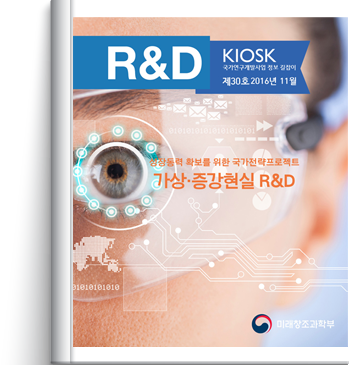 R&D
KIOSK
국가연구개발사업 정보 길잡이
제30호 2016년 11월
성장동력 확보를 위한 국가전략프로젝트
가상·증강현실 R&D
미래창조과학부